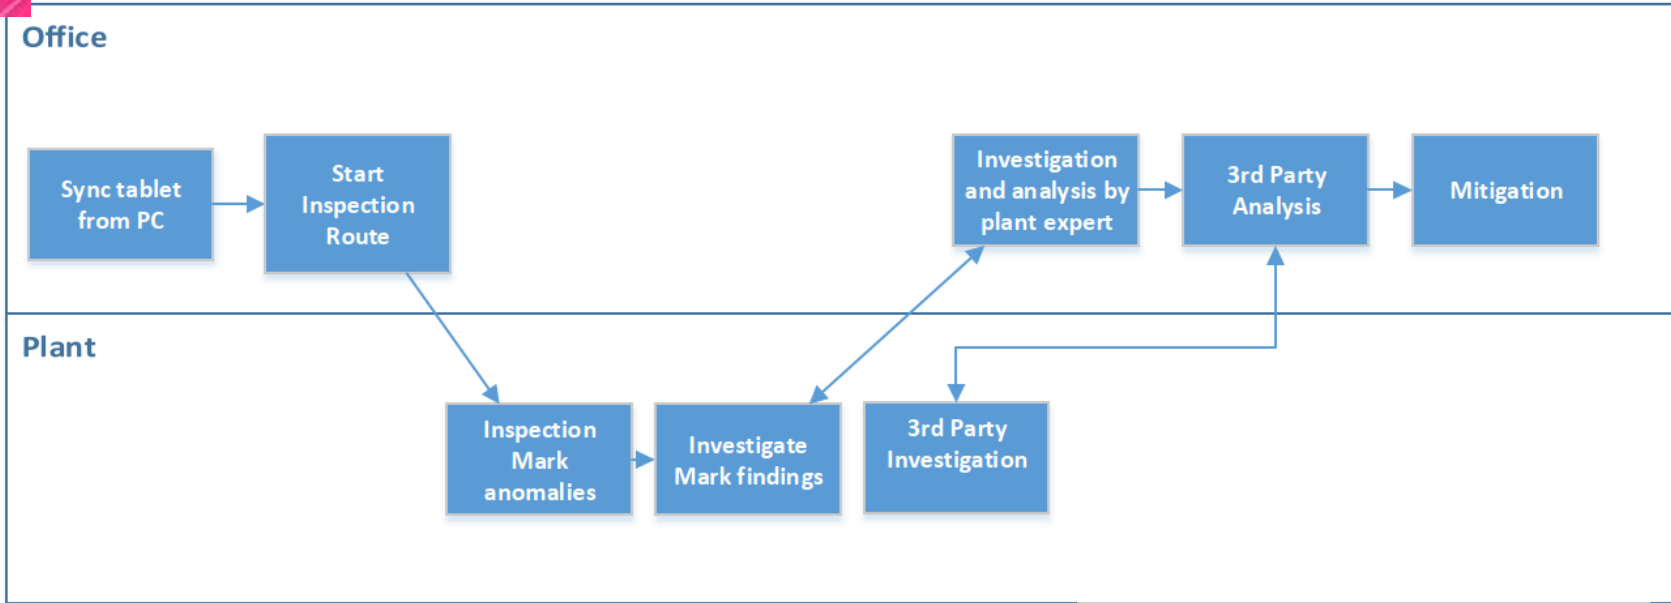 Office
Sync tablet
from PC
Start
Inspection
Route
Investigation
and analysis by
plant expert
3rd Party
Analysis
Mitigation
Plant
Inspection
Mark
anomalies
Investigate
Mark findings
3rd Party
Investigation